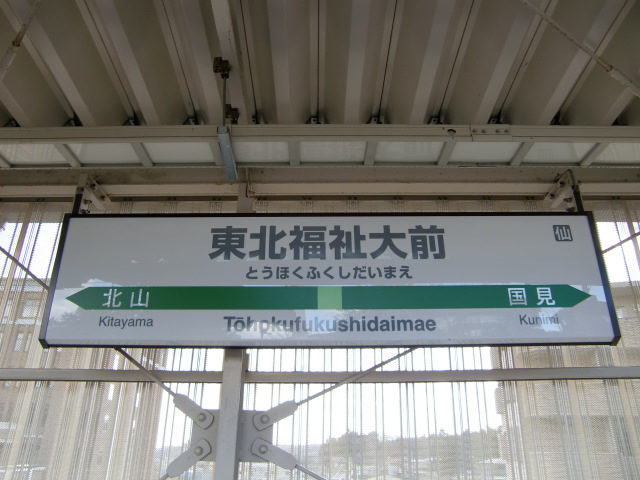 東北福祉大前
仙
とうほくふくしだいまえ
北山
国見
Kitayama
Tōhokufukushidaimae
Kunimi